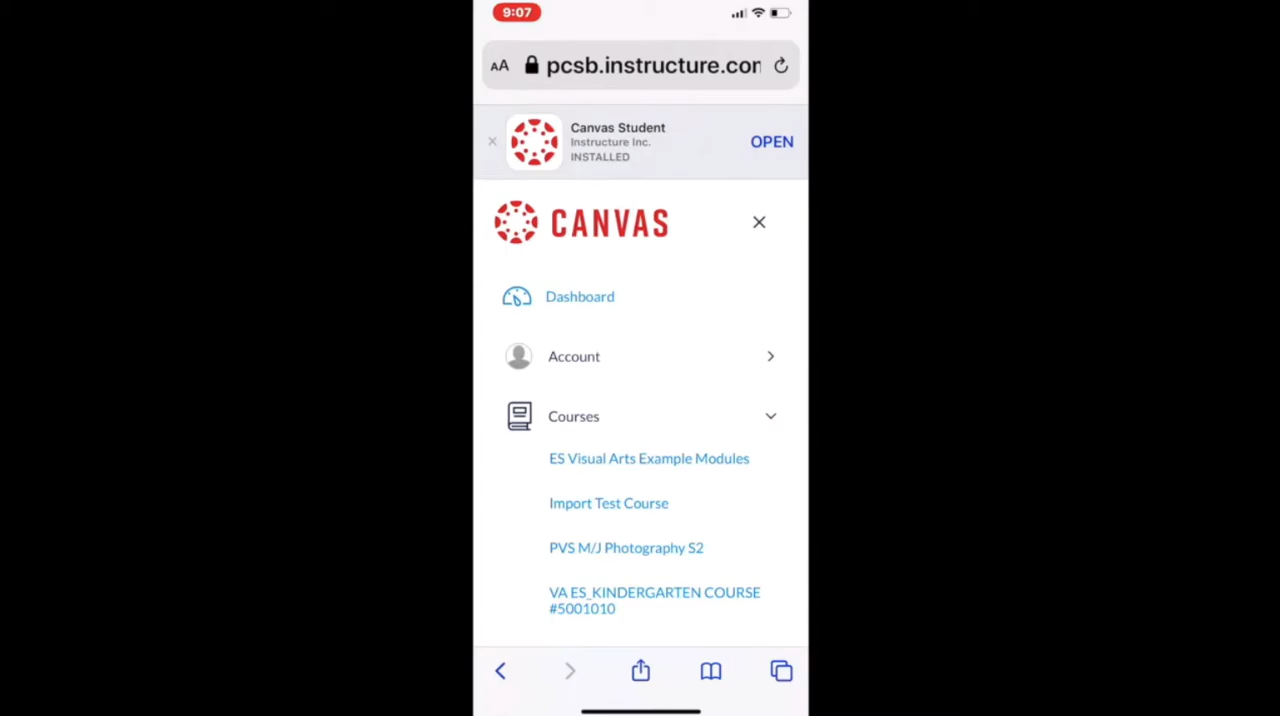 9:07
AA pcsb.instructure.con
Canvas Student
Instructure Inc.
INSTALLED
OPEN
CANVAS
Dashboard
Account
Courses
ES Visual Arts Example Modules
Import Test Course
PVS M/J Photography S2
VA ES_KINDERGARTEN COURSE
#5001010